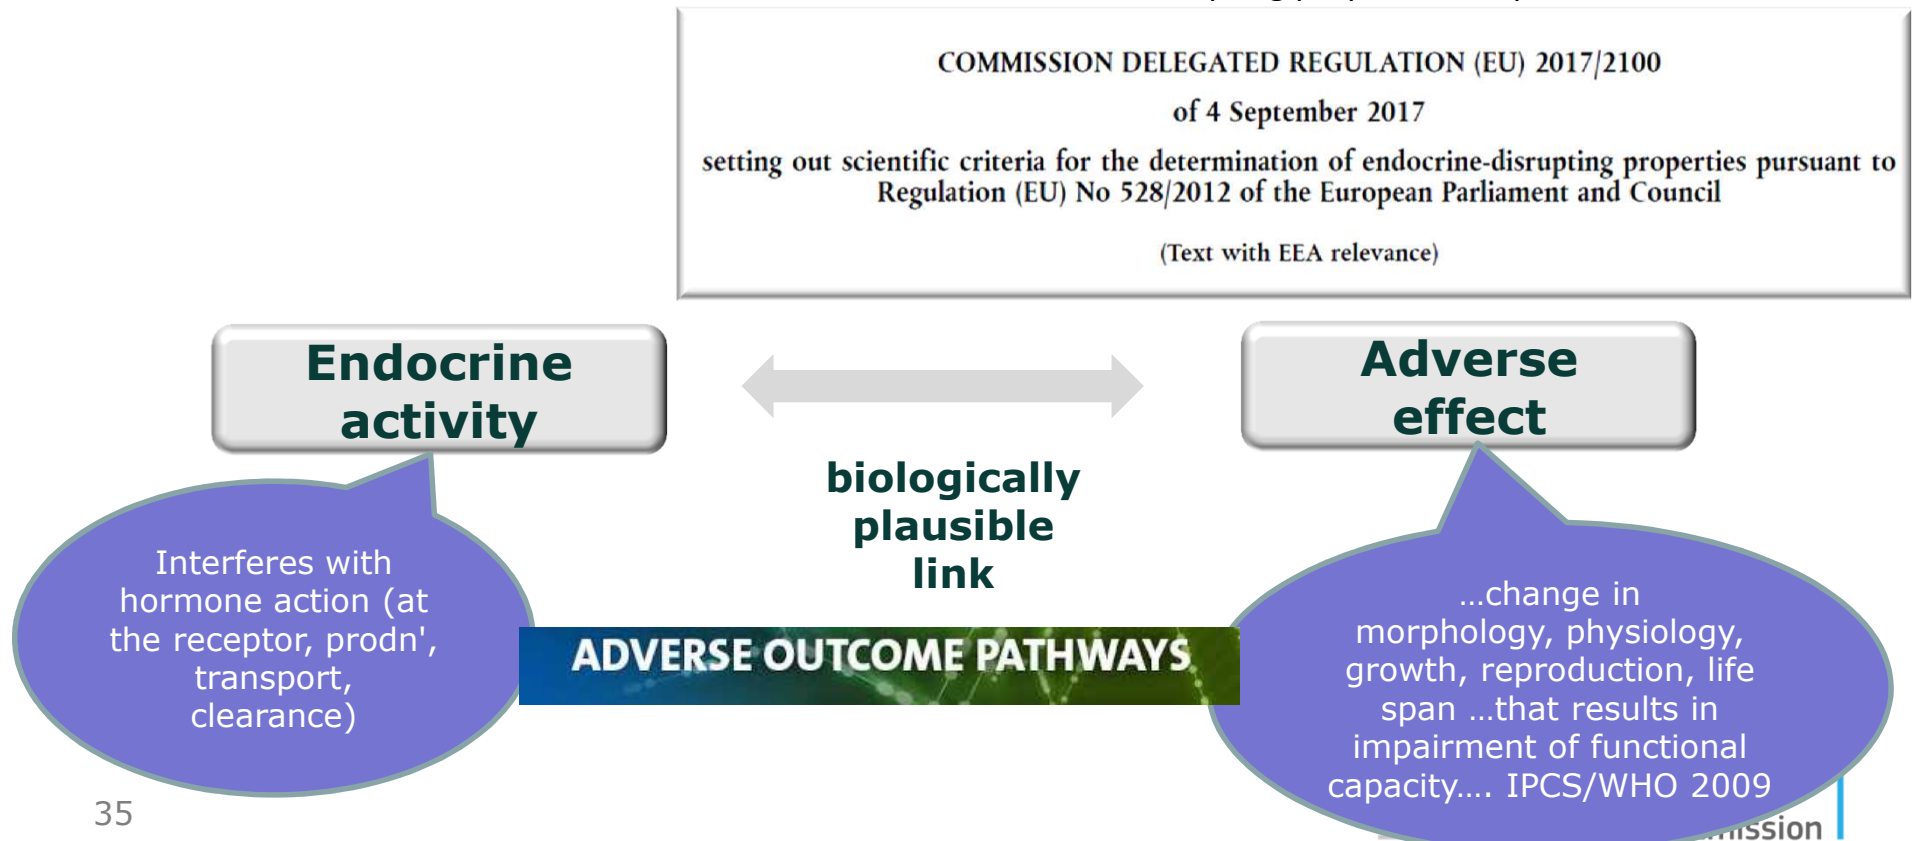 COMMISSION DELEGATED REGULATION (EU) 2017/2100
of 4 September 2017
setting out scientific criteria for the determination of endocrine-disrupting properties pursuant to
Regulation (EU) No 528/2012 of the European Parliament and Council
(Text with EEA relevance)
Endocrine
activity
Adverse
effect
biologically
plausible
link
Interferes with
hormone action (at
the receptor, prodn',
transport,
clearance)
ADVERSE OUTCOME PATHWAYS
…change in
morphology, physiology,
growth, reproduction, life
span …that results in
impairment of functional
capacity…. IPCS/WHO 2009
35